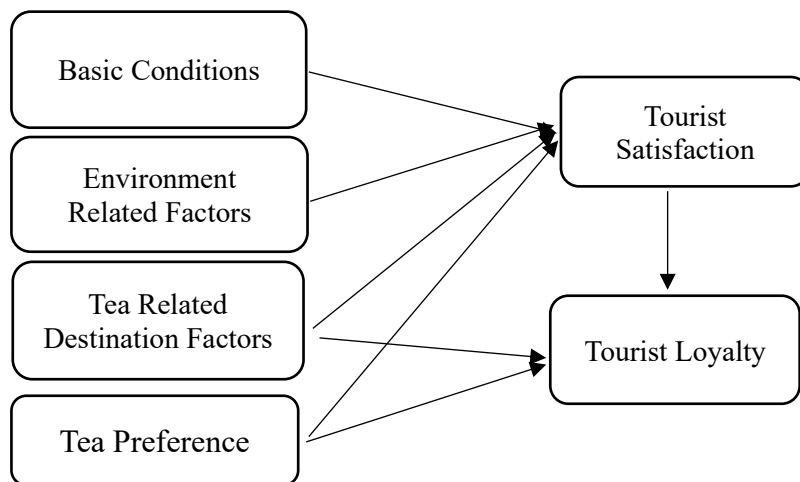 Basic Conditions
Environment
Related Factors
Tea Related
Destination Factors
Tea Preference
Tourist
Satisfaction
Tourist Loyalty